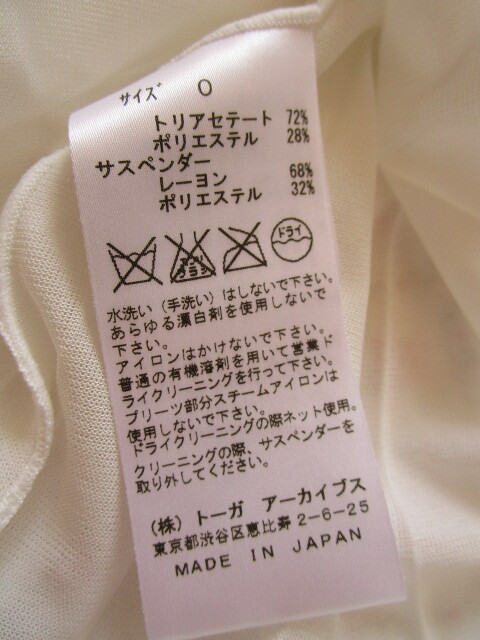 サイズ 0
トリアセテート 72%
ポリエステル 28%
サスペンダー
レーヨン 68%
ポリエステル 32%
エンソ サラシ ドライ
水洗い（手洗い）はしないで下さい。
あらゆる漂白剤を使用しないで
下さい。
アイロンはかけないで下さい。
普通の有機溶剤を用いて営業ド
ライクリーニングを行って下さい。
プリーツ部分スチームアイロンは
使用しないで下さい。
ドライクリーニングの際ネット使用。
クリーニングの際、サスペンダーを
取り外してください。
（株）トーガ アーカイブス
東京都渋谷区恵比寿2-6-25
MADE IN JAPAN